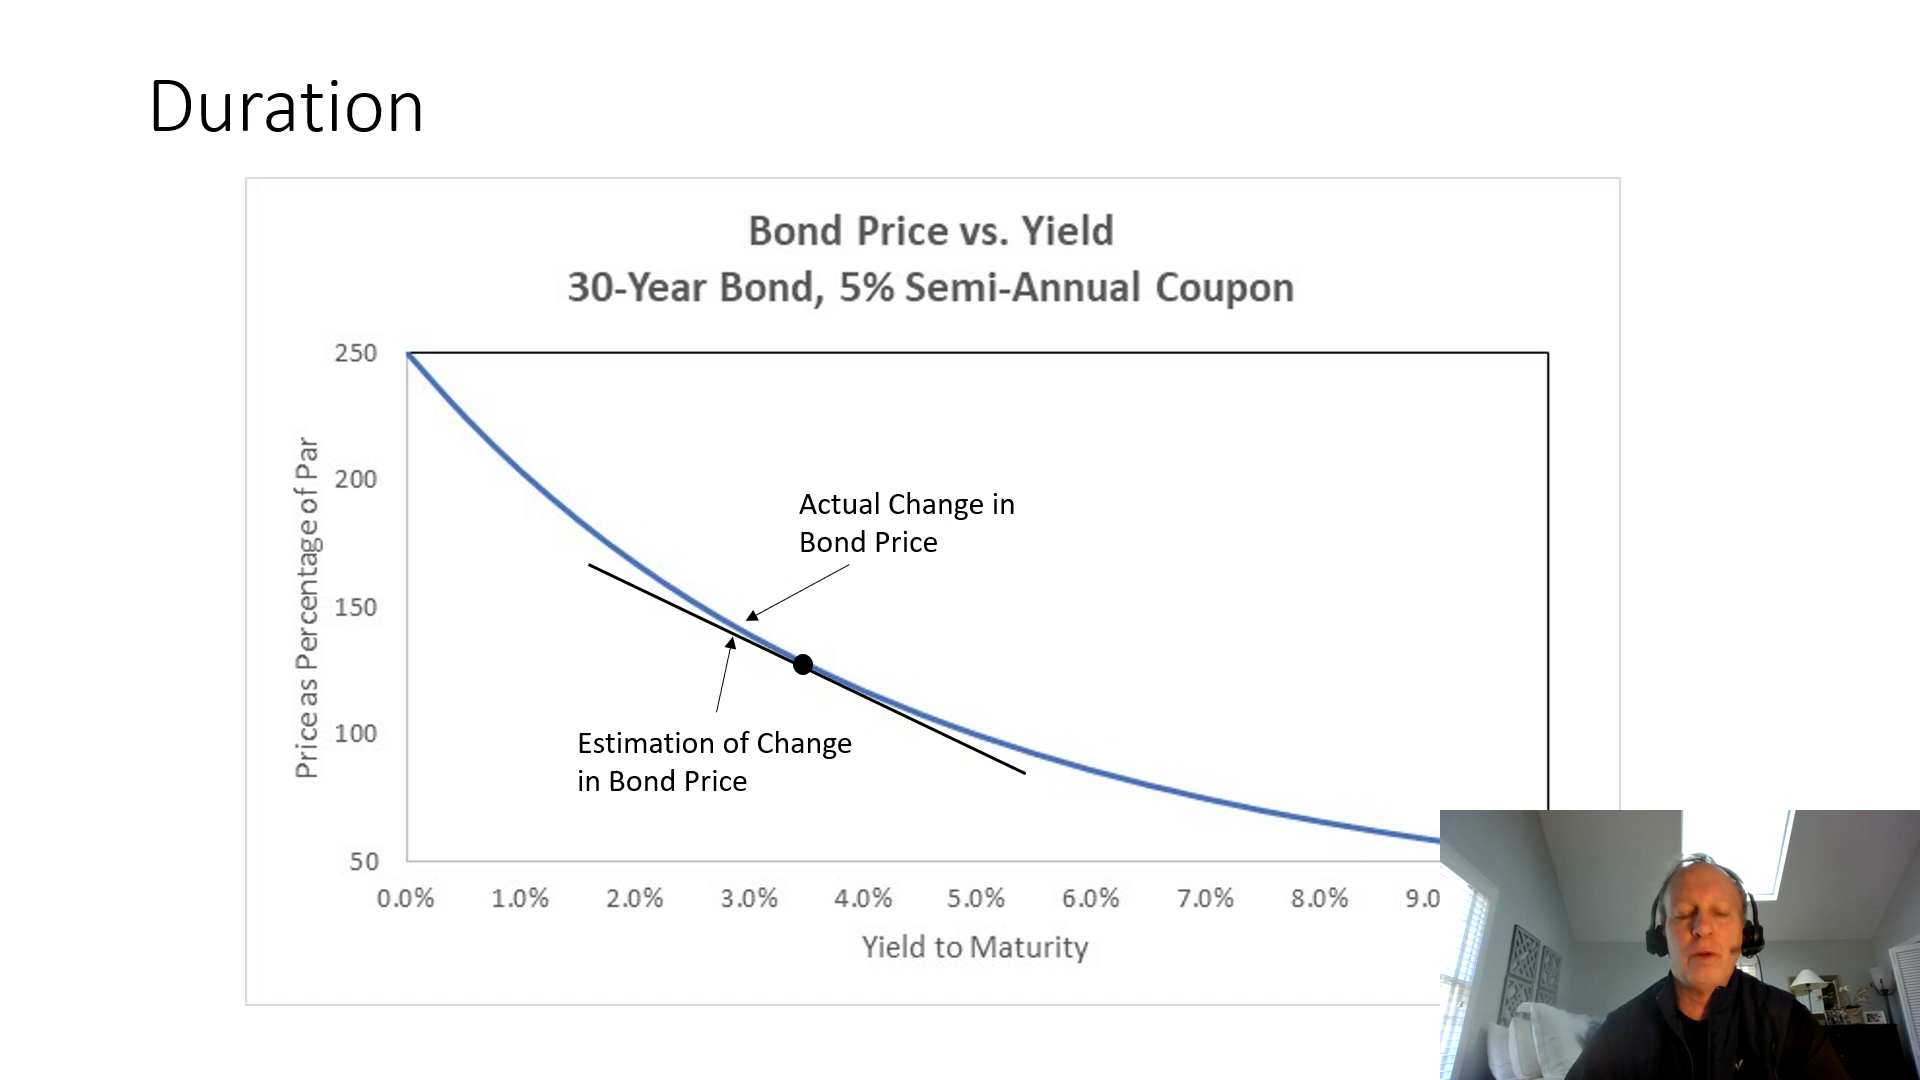 Duration
Bond Price vs. Yield
30-Year Bond, 5% Semi-Annual Coupon
Price as Percentage of Par
250
200
150
100
50
Actual Change in
Bond Price
Estimation of Change
in Bond Price
0.0% 1.0% 2.0% 3.0% 4.0% 5.0% 6.0% 7.0% 8.0% 9.0
Yield to Maturity